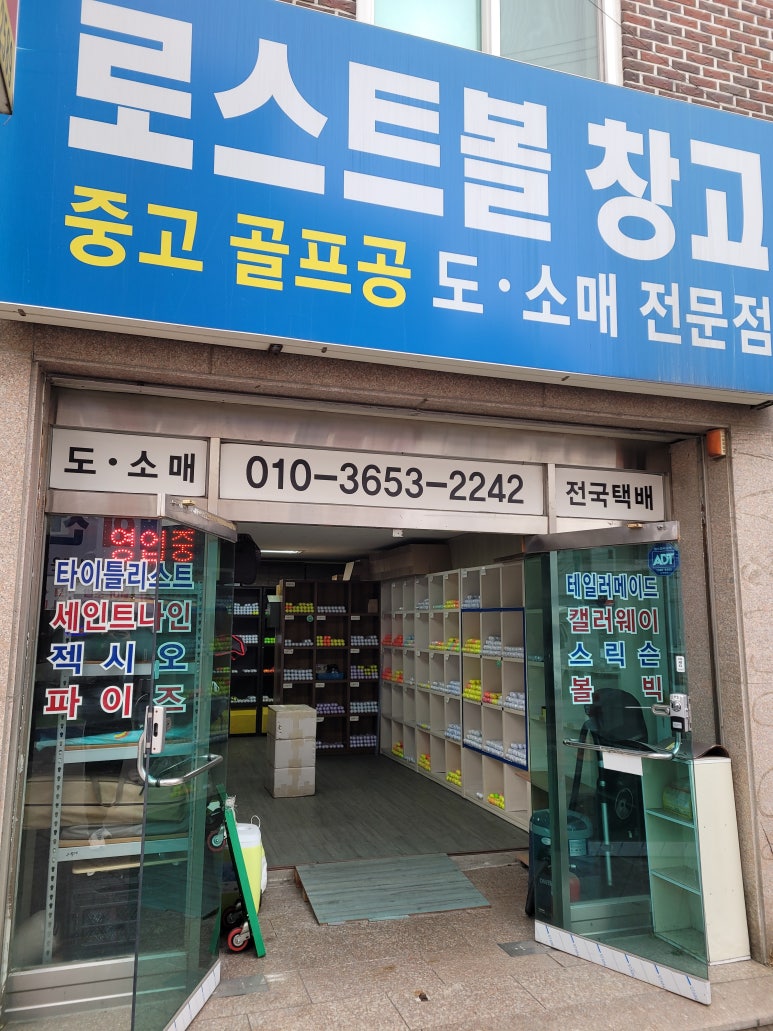 로스트볼 창고
중고 골프공 도·소매 전문점
도·소매
010-3653-2242
전국택배
영업중
타이틀리스트
세인트나인
젝시오
파이즈
ADT
테일러메이드
캘러웨이
스릭슨
볼빅